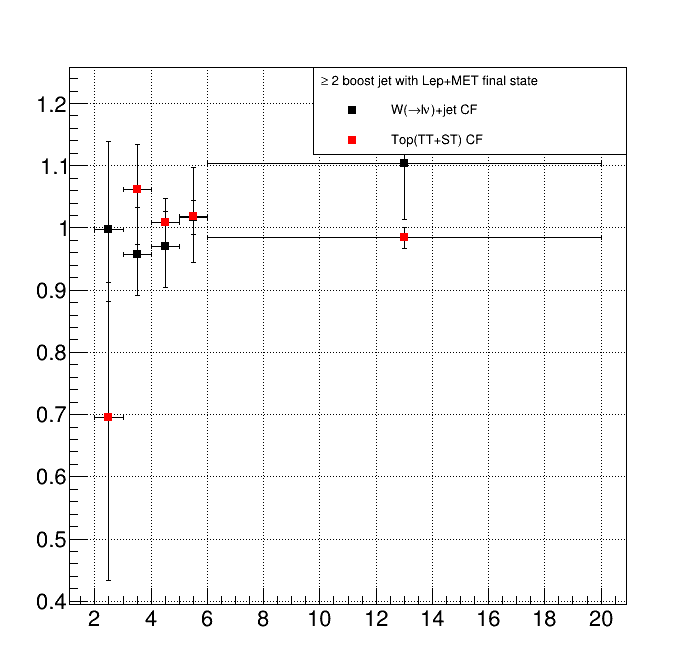 ≥ 2 boost jet with Lep+MET final state
W(→lν)+jet CF
Top(TT+ST) CF
1.2
1.1
1
0.9
0.8
0.7
0.6
0.5
0.4
2 4 6 8 10 12 14 16 18 20